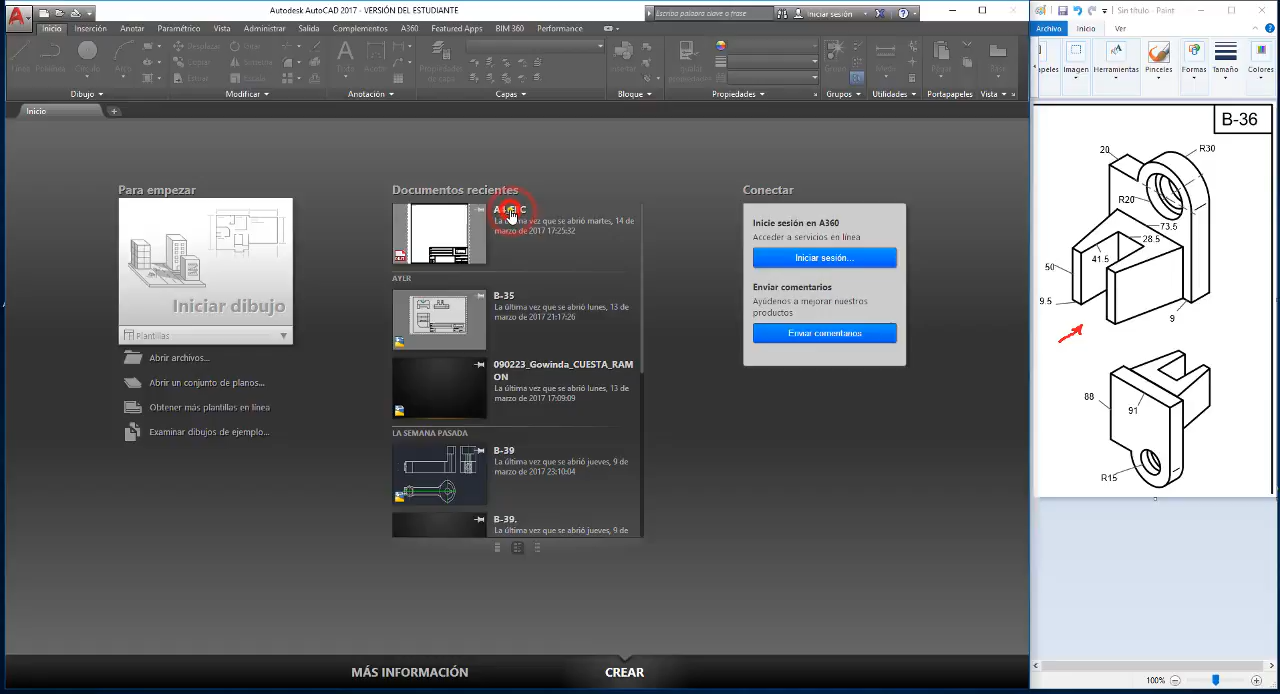 Autodesk AutoCAD 2017 - VERSIÓN DEL ESTUDIANTE
Escriba palabra clave o frase
Iniciar sesión
Inicio Inserción Anotar Paramétrico Vista Administrar Salida Complementos A360 Featured Apps BIM 360 Performance
Dibujo Modificar Anotación Capas Bloque Propiedades Grupos Utilidades Portapapeles Vista
Inicio
Para empezar
Iniciar dibujo
Plantillas
Abrir archivos...
Abrir un conjunto de planos...
Obtener más plantillas en línea
Examinar dibujos de ejemplo...
Documentos recientes
La última vez que se abrió martes, 14 de
marzo de 2017 17:25:32
AYER
B-35
La última vez que se abrió lunes, 13 de
marzo de 2017 21:17:26
090223_Gowinda_CUESTA_RAM
ON
La última vez que se abrió lunes, 13 de
marzo de 2017 17:09:09
LA SEMANA PASADA
B-39
La última vez que se abrió jueves, 9 de
marzo de 2017 23:10:04
B-39.
La última vez que se abrió jueves, 9 de
Conectar
Inicie sesión en A360
Acceder a servicios en línea
Iniciar sesión...
Enviar comentarios
Ayúdenos a mejorar nuestros
productos
Enviar comentarios
MÁS INFORMACIÓN
CREAR
Sin título - Paint
Archivo Inicio Ver
apeles Imagen Herramientas Pinceles Formas Tamaño Colores
B-36
20
R30
R20
73.5
28.5
41.5
50
9.5
9
88
91
R15
100%